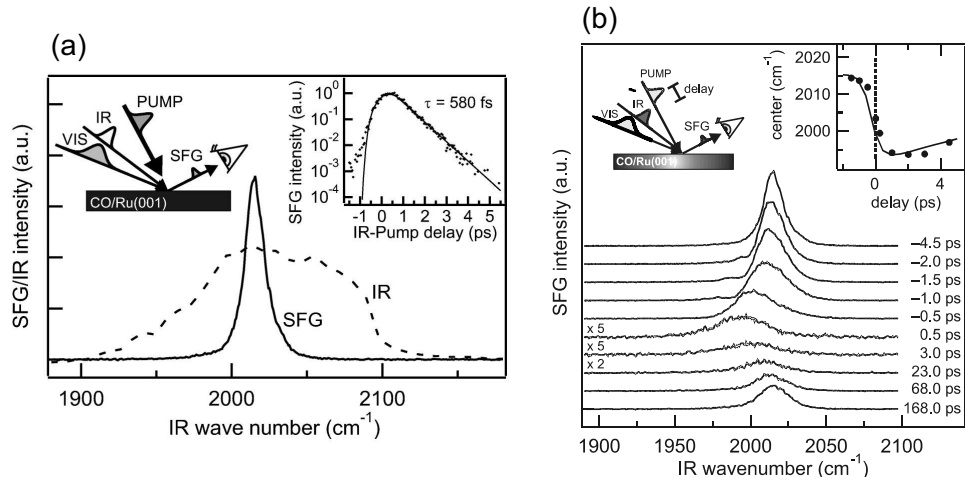 (a)
SFG/IR intensity (a.u.)
PUMP
IR
VIS
SFG
CO/Ru(001)
SFG intensity (a.u.)
10⁰
10⁻¹
10⁻²
10⁻³
10⁻⁴
τ = 580 fs
-1 0 1 2 3 4 5
IR-Pump delay (ps)
IR
SFG
1900 2000 2100
IR wave number (cm⁻¹)
(b)
SFG intensity (a.u.)
PUMP
delay
IR
VIS
SFG
CO/Ru(001)
center (cm⁻¹)
2020
2010
2000
0 4
delay (ps)
−4.5 ps
−2.0 ps
−1.5 ps
−1.0 ps
−0.5 ps
x 5
0.5 ps
x 5
3.0 ps
x 2
23.0 ps
68.0 ps
168.0 ps
1900 1950 2000 2050 2100
IR wavenumber (cm⁻¹)